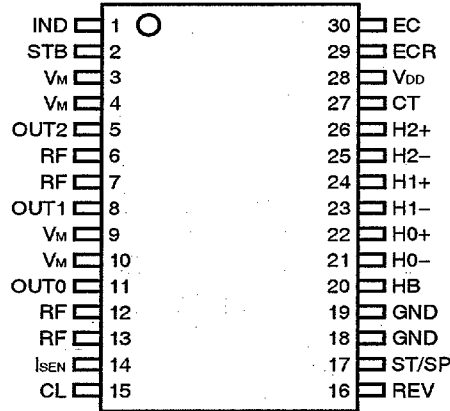 IND 1 30 EC
STB 2 29 ECR
VM 3 28 VDD
VM 4 27 CT
OUT2 5 26 H2+
RF 6 25 H2−
RF 7 24 H1+
OUT1 8 23 H1−
VM 9 22 H0+
VM 10 21 H0−
OUT0 11 20 HB
RF 12 19 GND
RF 13 18 GND
ISEN 14 17 ST/SP
CL 15 16 REV